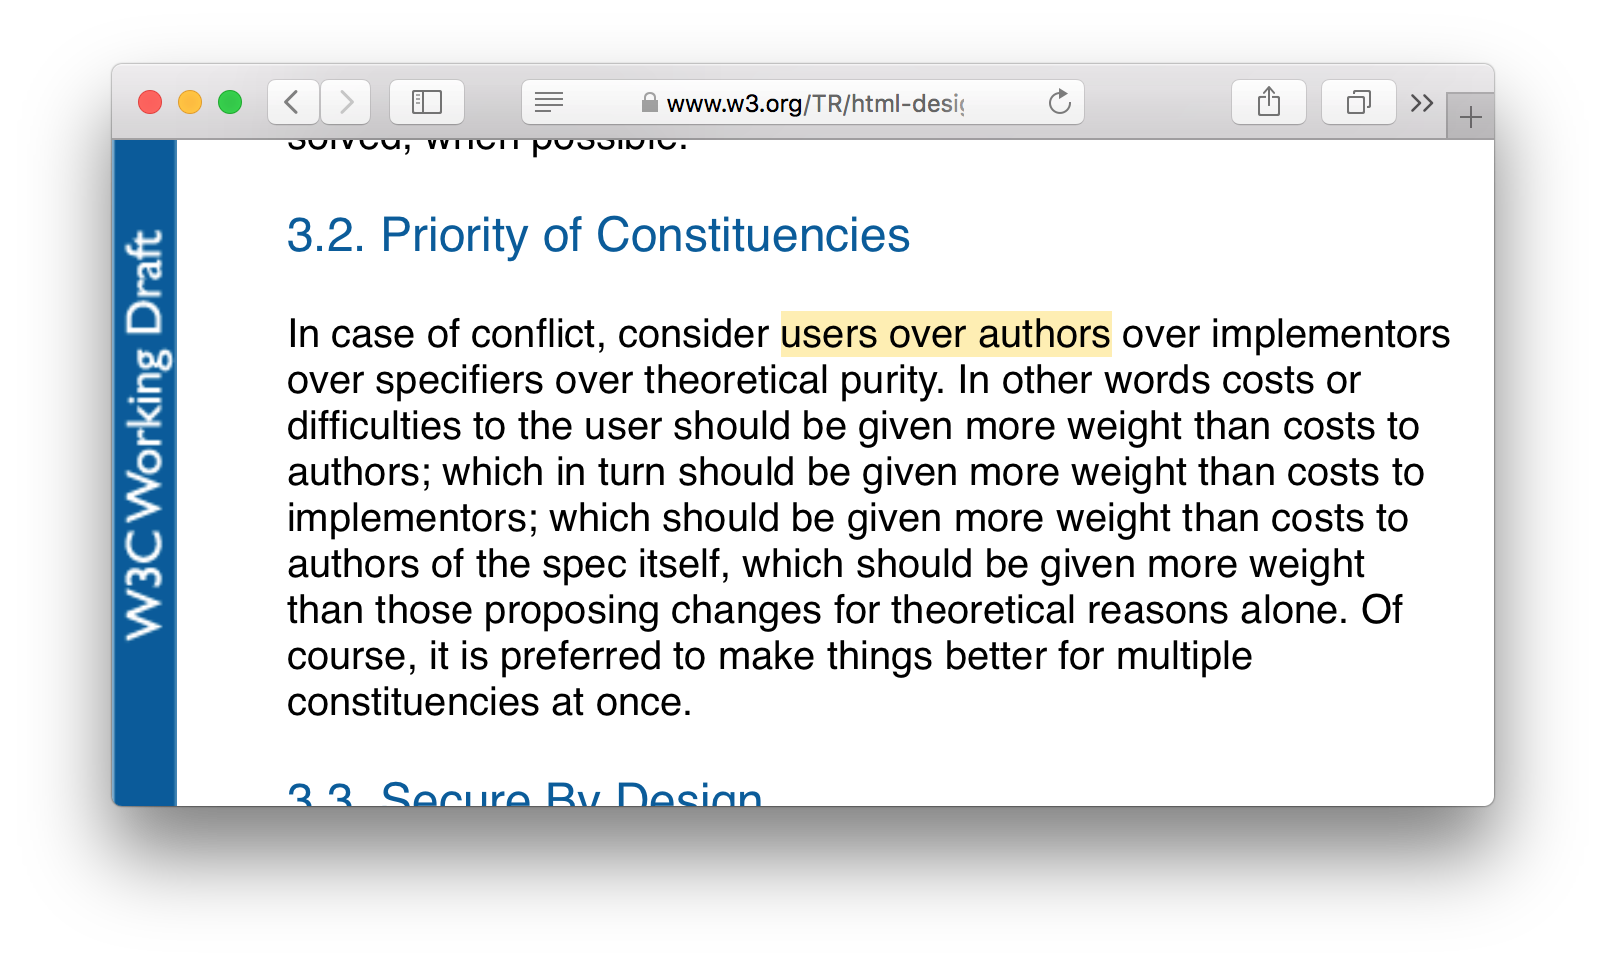 www.w3.org/TR/html-desig
solved, when possible.
W3C Working Draft
3.2. Priority of Constituencies
In case of conflict, consider users over authors over implementors
over specifiers over theoretical purity. In other words costs or
difficulties to the user should be given more weight than costs to
authors; which in turn should be given more weight than costs to
implementors; which should be given more weight than costs to
authors of the spec itself, which should be given more weight
than those proposing changes for theoretical reasons alone. Of
course, it is preferred to make things better for multiple
constituencies at once.
3.3. Secure By Design